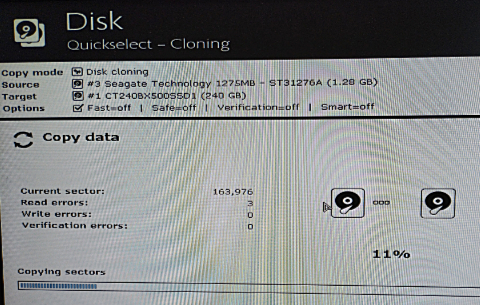 Disk
Quickselect – Cloning
Copy mode Disk cloning
Source #3 Seagate Technology 1275MB - ST31276A (1.28 GB)
Target #1 CT240BX500SSD1 (240 GB)
Options Fast=off | Safe=off | Verification=off | Smart=off
Copy data
Current sector: 163,976
Read errors: 3
Write errors: 0
Verification errors: 0
11%
Copying sectors